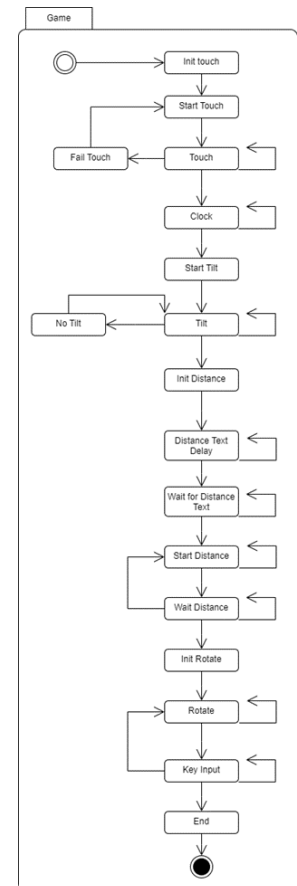 Game
Init touch
Start Touch
Fail Touch
Touch
Clock
Start Tilt
No Tilt
Tilt
Init Distance
Distance Text
Delay
Wait for Distance
Text
Start Distance
Wait Distance
Init Rotate
Rotate
Key Input
End